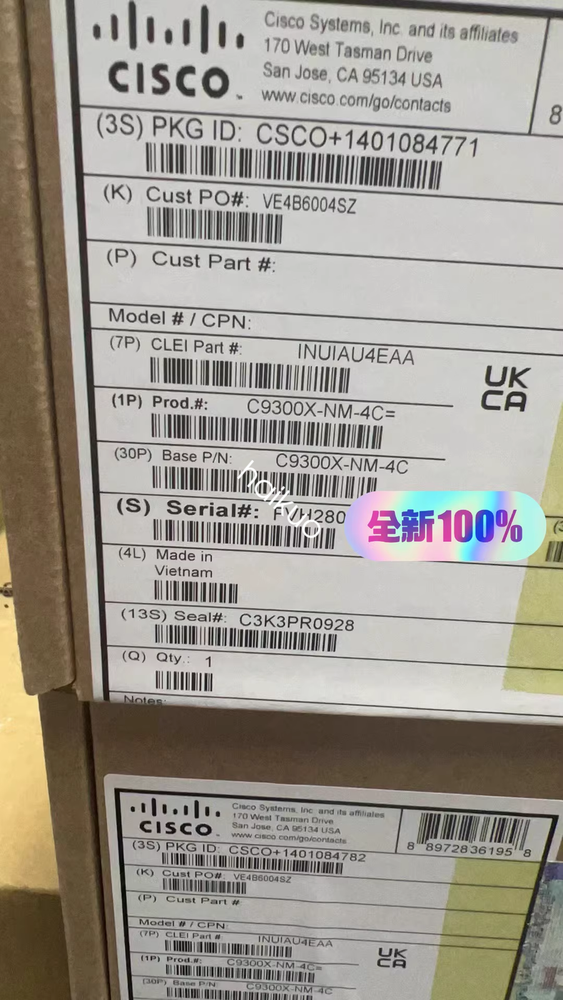 CISCO
Cisco Systems, Inc. and its affiliates
170 West Tasman Drive
San Jose, CA 95134 USA
www.cisco.com/go/contacts
8
(3S) PKG ID: CSCO+1401084771
(K) Cust PO#: VE4B6004SZ
(P) Cust Part #:
Model # / CPN:
(7P) CLEI Part #: INUIAU4EAA
UK
CA
(1P) Prod.#: C9300X-NM-4C=
(30P) Base P/N: C9300X-NM-4C
haikuo
(S) Serial#:
全新100%
(4L) Made in
Vietnam
(13S) Seal#: C3K3PR0928
(Q) Qty.: 1
Notes:
CISCO
Cisco Systems, Inc. and its affiliates
170 West Tasman Drive
San Jose, CA 95134 USA
www.cisco.com/go/contacts
8 8972836195 8
(3S) PKG ID: CSCO+1401084782
(K) Cust PO#: VE4B6004SZ
(P) Cust Part #
Model # / CPN:
(7P) CLEI Part # INUIAU4EAA
UK
CA
(1P) Prod.#: C9300X-NM-4C=
(30P) Base P/N: C9300X-NM-4C